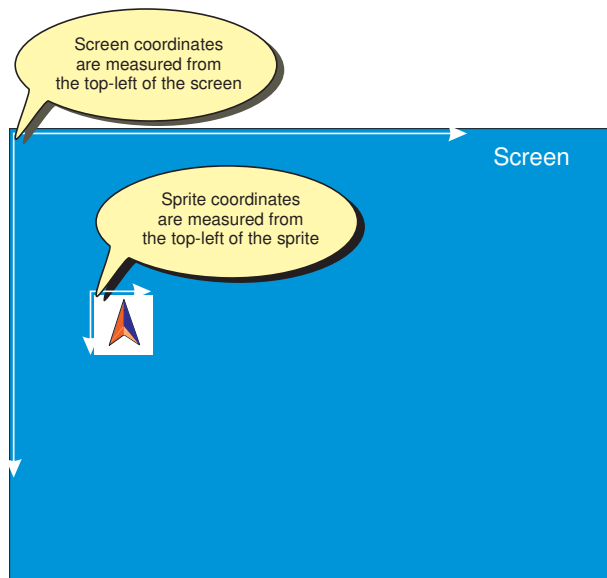 Screen coordinates
are measured from
the top-left of the screen
Screen
Sprite coordinates
are measured from
the top-left of the sprite